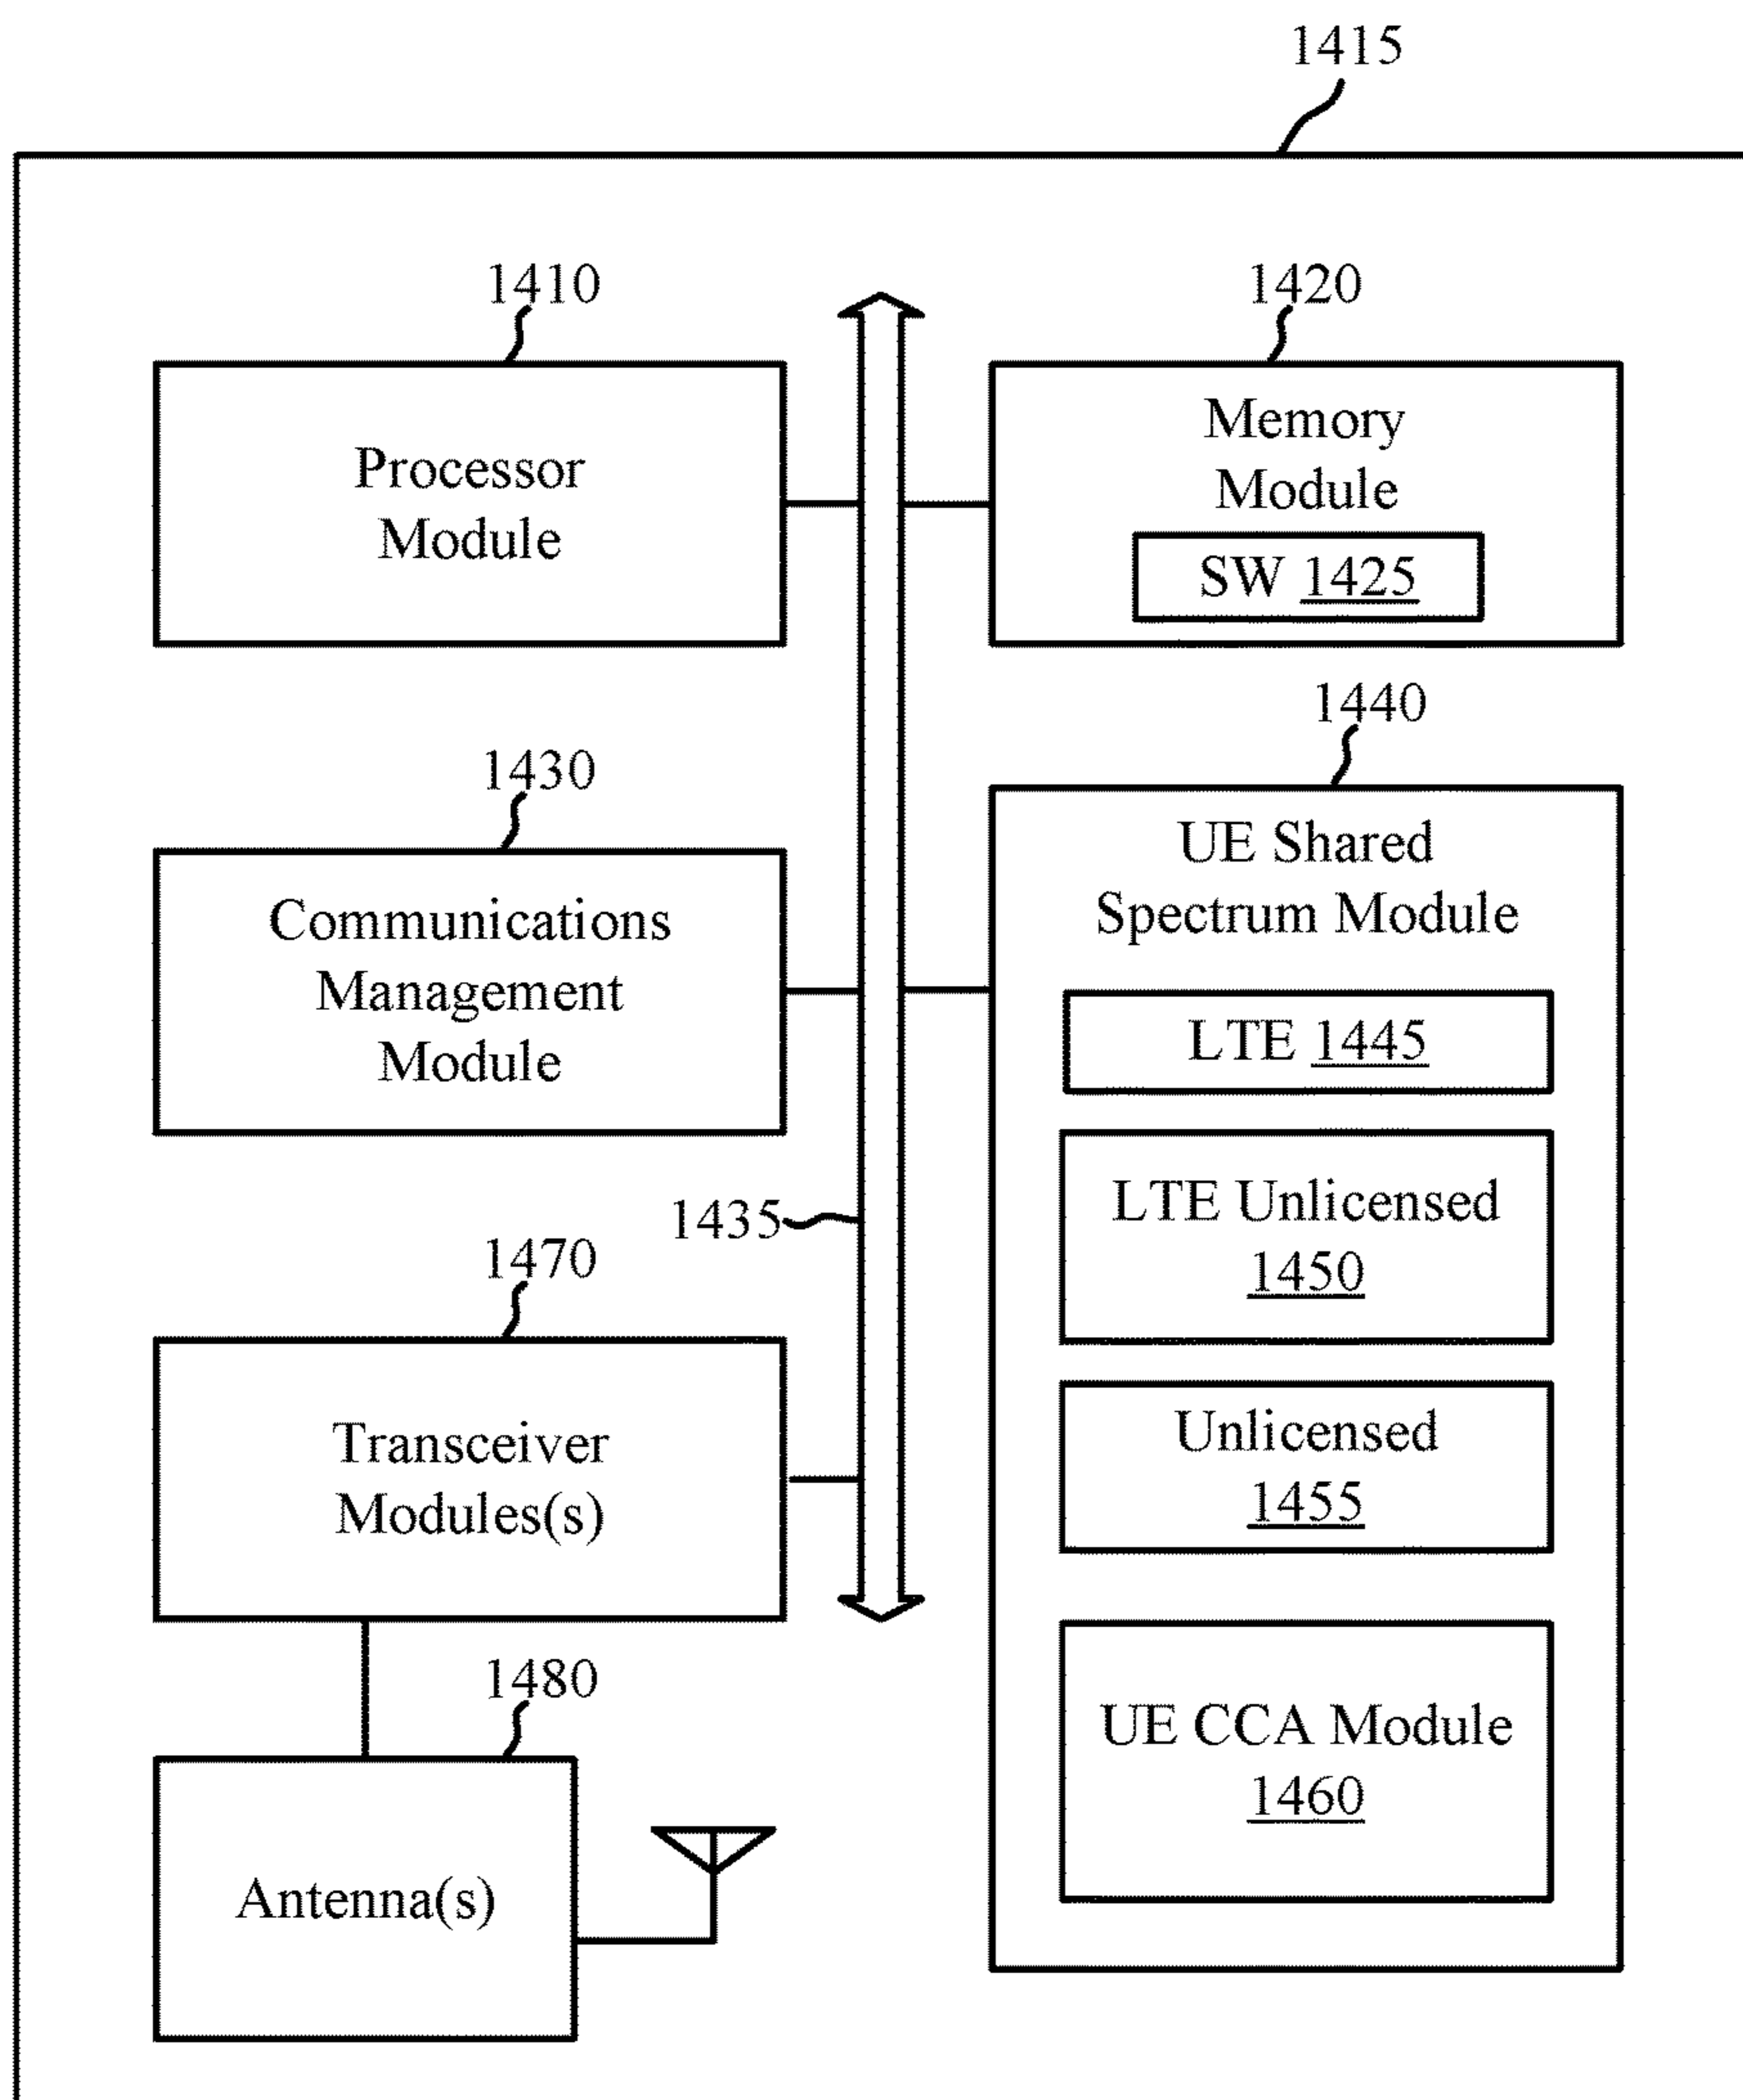 1415
1410
Processor
Module
1420
Memory
Module
SW 1425
1430
Communications
Management
Module
1440
UE Shared
Spectrum Module
LTE 1445
LTE Unlicensed
1450
Unlicensed
1455
UE CCA Module
1460
1435
1470
Transceiver
Modules(s)
1480
Antenna(s)